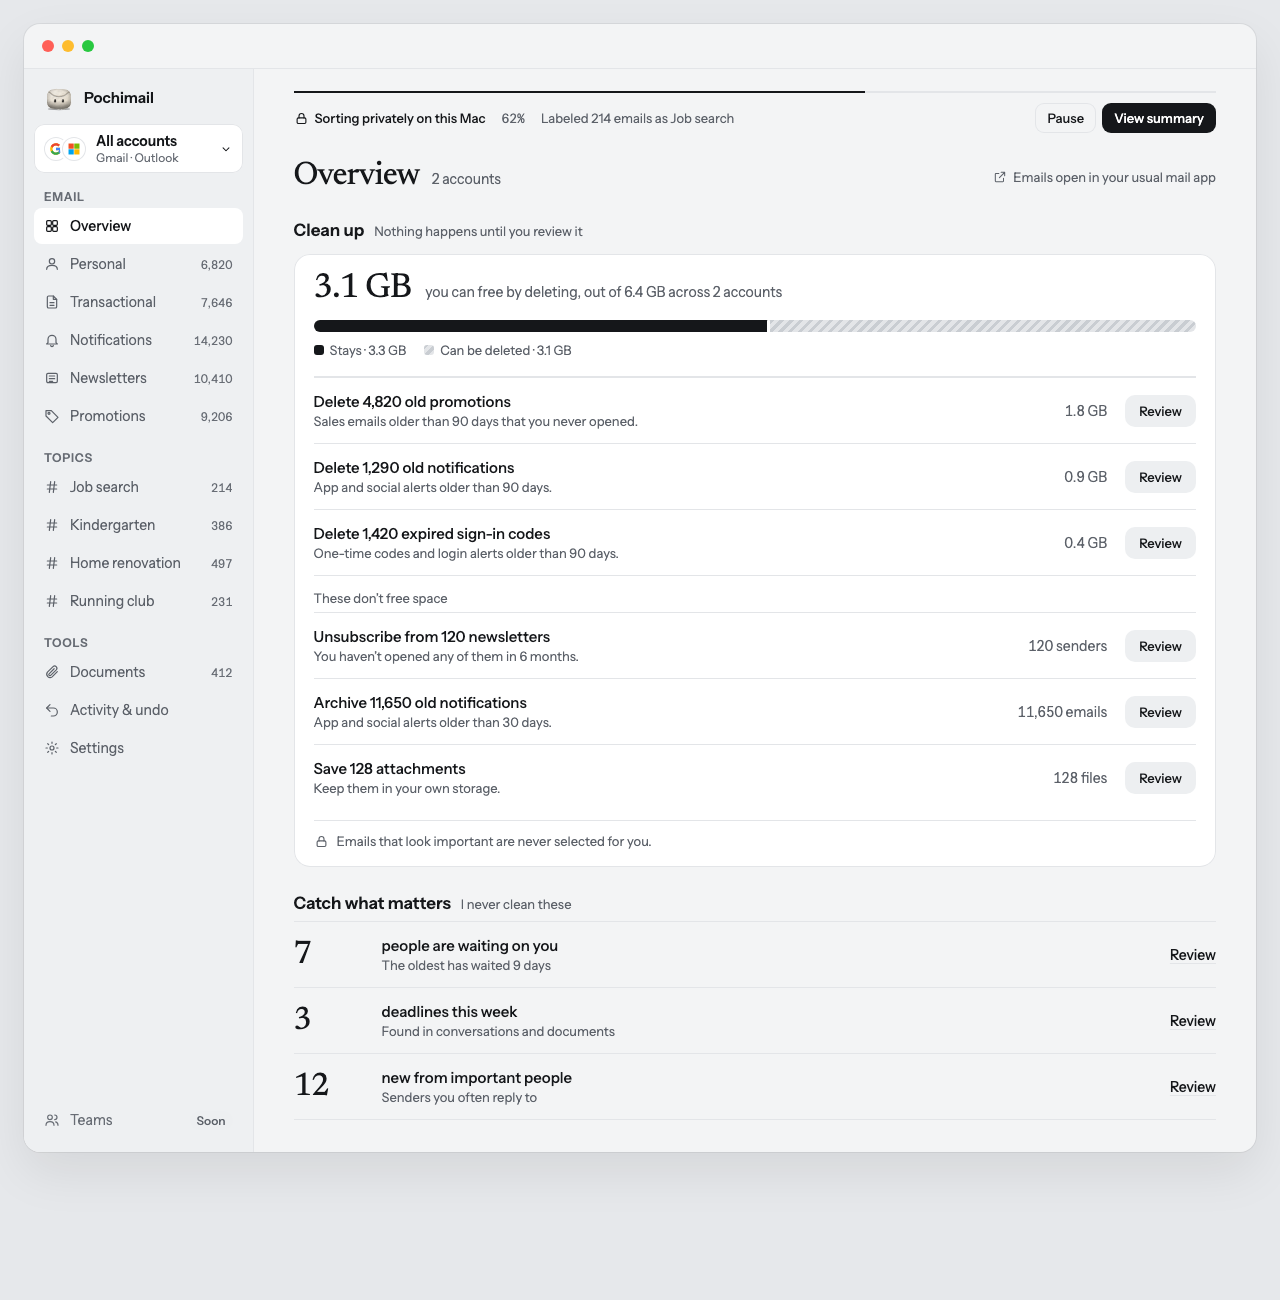 Pochimail
All accounts
Gmail · Outlook
EMAIL
Overview
Personal 6,820
Transactional 7,646
Notifications 14,230
Newsletters 10,410
Promotions 9,206
TOPICS
# Job search 214
# Kindergarten 386
# Home renovation 497
# Running club 231
TOOLS
Documents 412
Activity & undo
Settings
Teams Soon
Sorting privately on this Mac 62% Labeled 214 emails as Job search Pause View summary
Overview 2 accounts Emails open in your usual mail app
Clean up Nothing happens until you review it
3.1 GB you can free by deleting, out of 6.4 GB across 2 accounts
Stays · 3.3 GB Can be deleted · 3.1 GB
Delete 4,820 old promotions
Sales emails older than 90 days that you never opened.
1.8 GB Review
Delete 1,290 old notifications
App and social alerts older than 90 days.
0.9 GB Review
Delete 1,420 expired sign-in codes
One-time codes and login alerts older than 90 days.
0.4 GB Review
These don't free space
Unsubscribe from 120 newsletters
You haven't opened any of them in 6 months.
120 senders Review
Archive 11,650 old notifications
App and social alerts older than 30 days.
11,650 emails Review
Save 128 attachments
Keep them in your own storage.
128 files Review
Emails that look important are never selected for you.
Catch what matters I never clean these
7 people are waiting on you
The oldest has waited 9 days
Review
3 deadlines this week
Found in conversations and documents
Review
12 new from important people
Senders you often reply to
Review